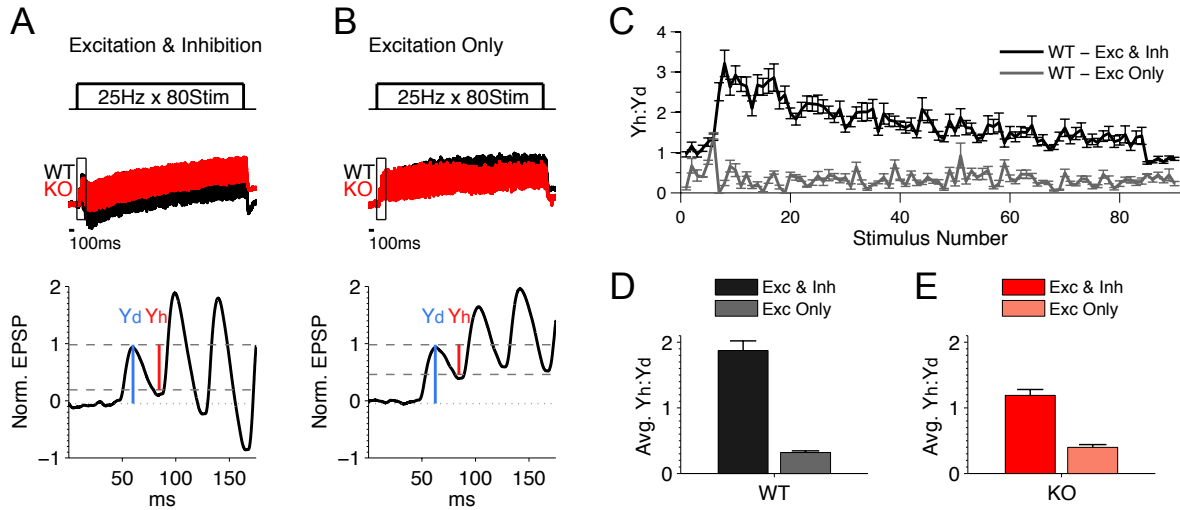 A
Excitation & Inhibition
25Hz x 80Stim
WT
KO
100ms
2
1
0
−1
Norm. EPSP
Yd Yh
50 100 150
ms
B
Excitation Only
25Hz x 80Stim
WT
KO
100ms
2
1
0
−1
Norm. EPSP
Yd Yh
50 100 150
ms
C
4
3
2
1
0
Yh:Yd
WT − Exc & Inh
WT − Exc Only
0 20 40 60 80
Stimulus Number
D
Exc & Inh
Exc Only
2
1
0
Avg. Yh:Yd
WT
E
Exc & Inh
Exc Only
2
1
0
Avg. Yh:Yd
KO